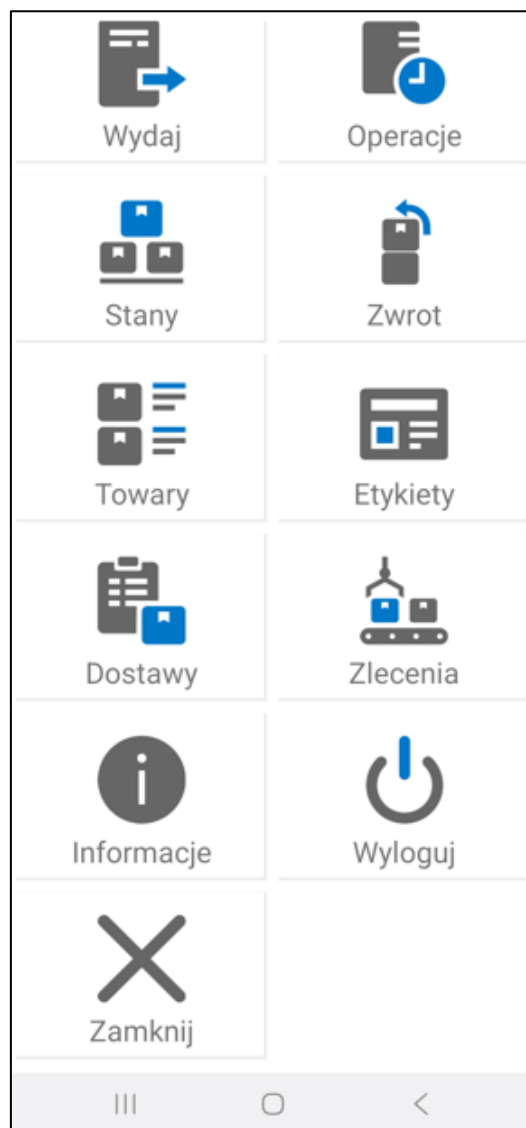 Wydaj
Operacje
Stany
Zwrot
Towary
Etykiety
Dostawy
Zlecenia
Informacje
Wyloguj
Zamknij